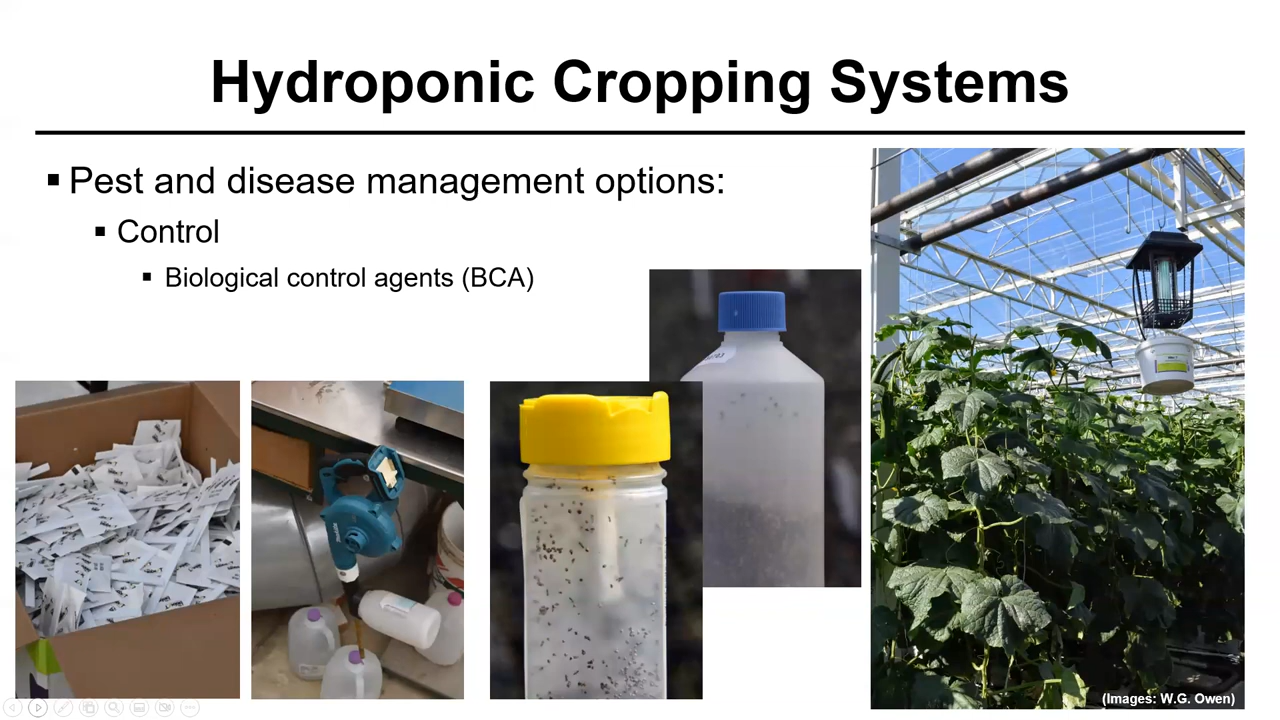 Hydroponic Cropping Systems
Pest and disease management options:
Control
Biological control agents (BCA)
(Images: W.G. Owen)